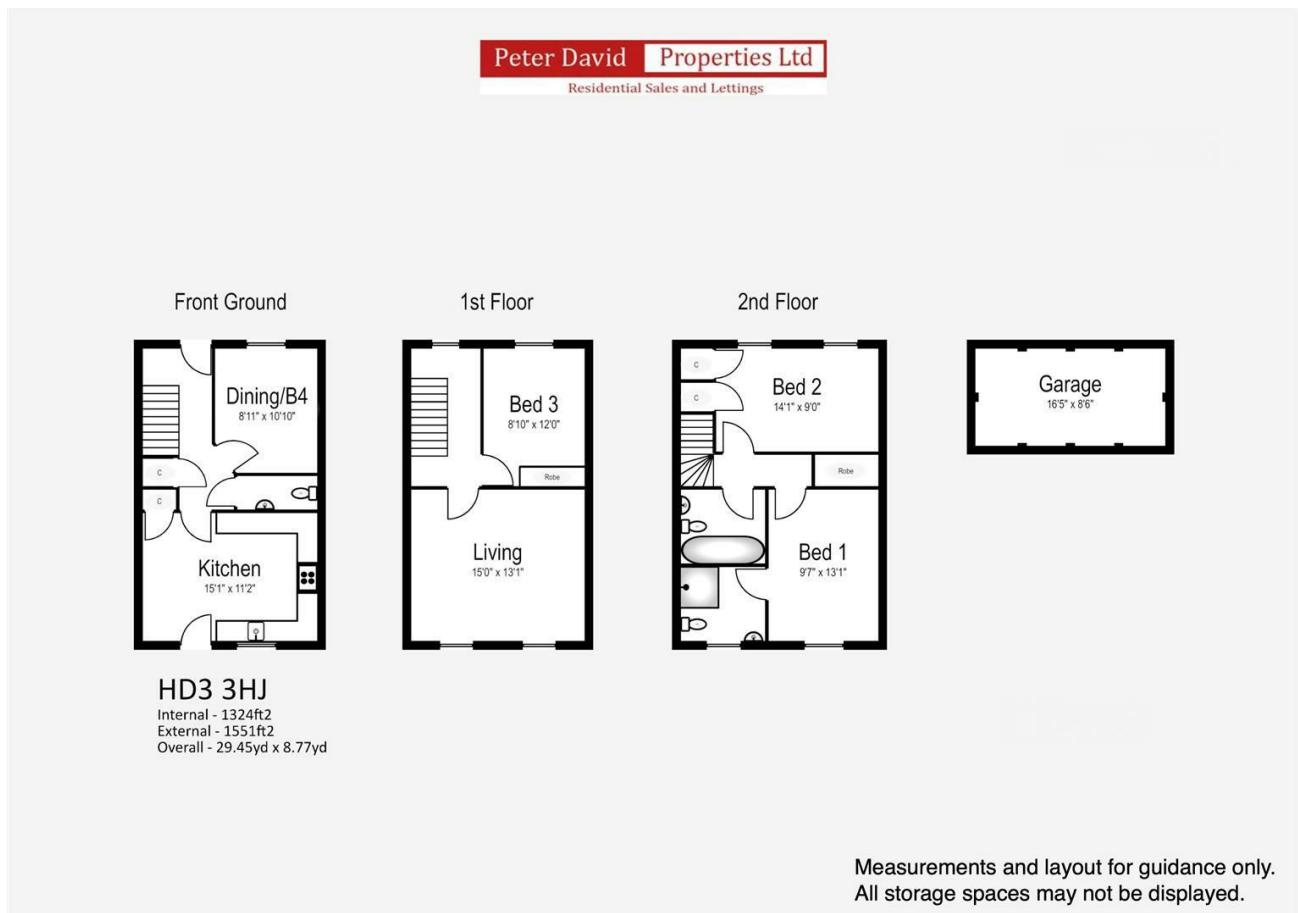 Peter David Properties Ltd
Residential Sales and Lettings
Front Ground
1st Floor
2nd Floor
Dining/B4
8'11" x 10'10"
C
C
Kitchen
15'1" x 11'2"
Bed 3
8'10" x 12'0"
Robe
Living
15'0" x 13'1"
C
C
Bed 2
14'1" x 9'0"
Robe
Bed 1
9'7" x 13'1"
Garage
16'5" x 8'6"
HD3 3HJ
Internal - 1324ft2
External - 1551ft2
Overall - 29.45yd x 8.77yd
Measurements and layout for guidance only.
All storage spaces may not be displayed.